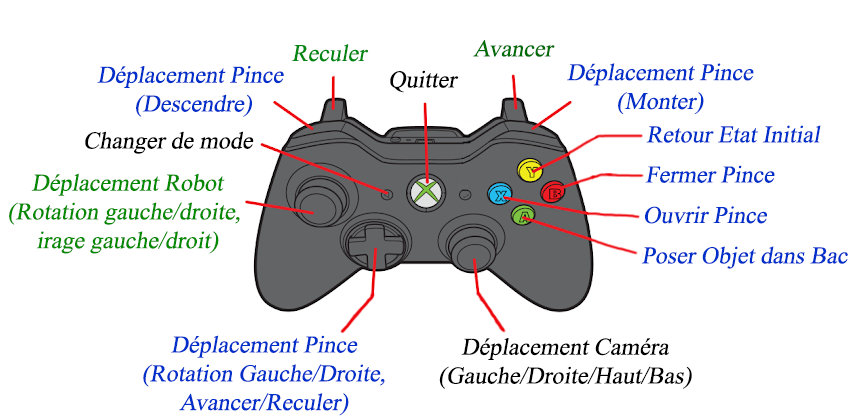 Reculer
Avancer
Déplacement Pince
(Descendre)
Quitter
Déplacement Pince
(Monter)
Changer de mode
Retour Etat Initial
Y
Fermer Pince
B
X
Ouvrir Pince
A
Poser Objet dans Bac
Déplacement Robot
(Rotation gauche/droite,
irage gauche/droit)
Déplacement Pince
(Rotation Gauche/Droite,
Avancer/Reculer)
Déplacement Caméra
(Gauche/Droite/Haut/Bas)